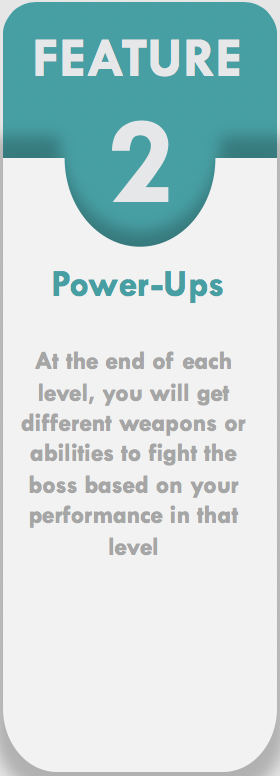 FEATURE
2
Power-Ups
At the end of each
level, you will get
different weapons or
abilities to fight the
boss based on your
performance in that
level